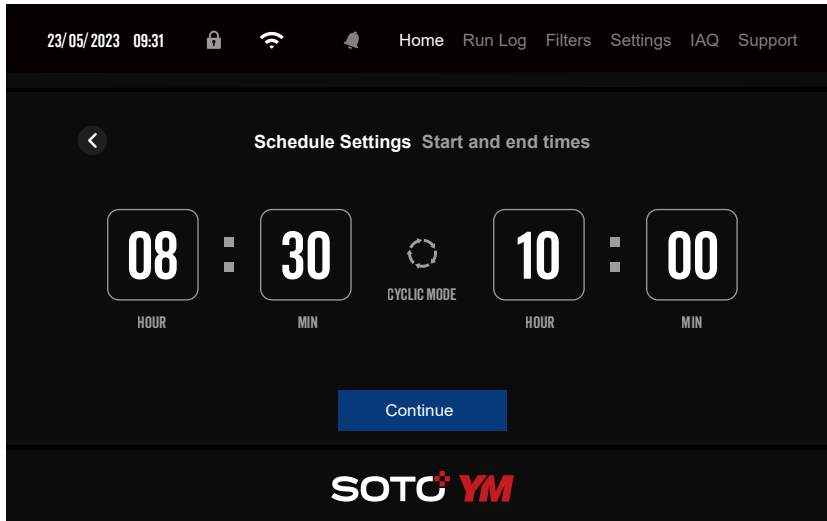 23/05/2023 09:31 Home Run Log Filters Settings IAQ Support
Schedule Settings Start and end times
08 : 30 10 : 00
CYCLIC MODE
HOUR MIN HOUR MIN
Continue
SOTO YM